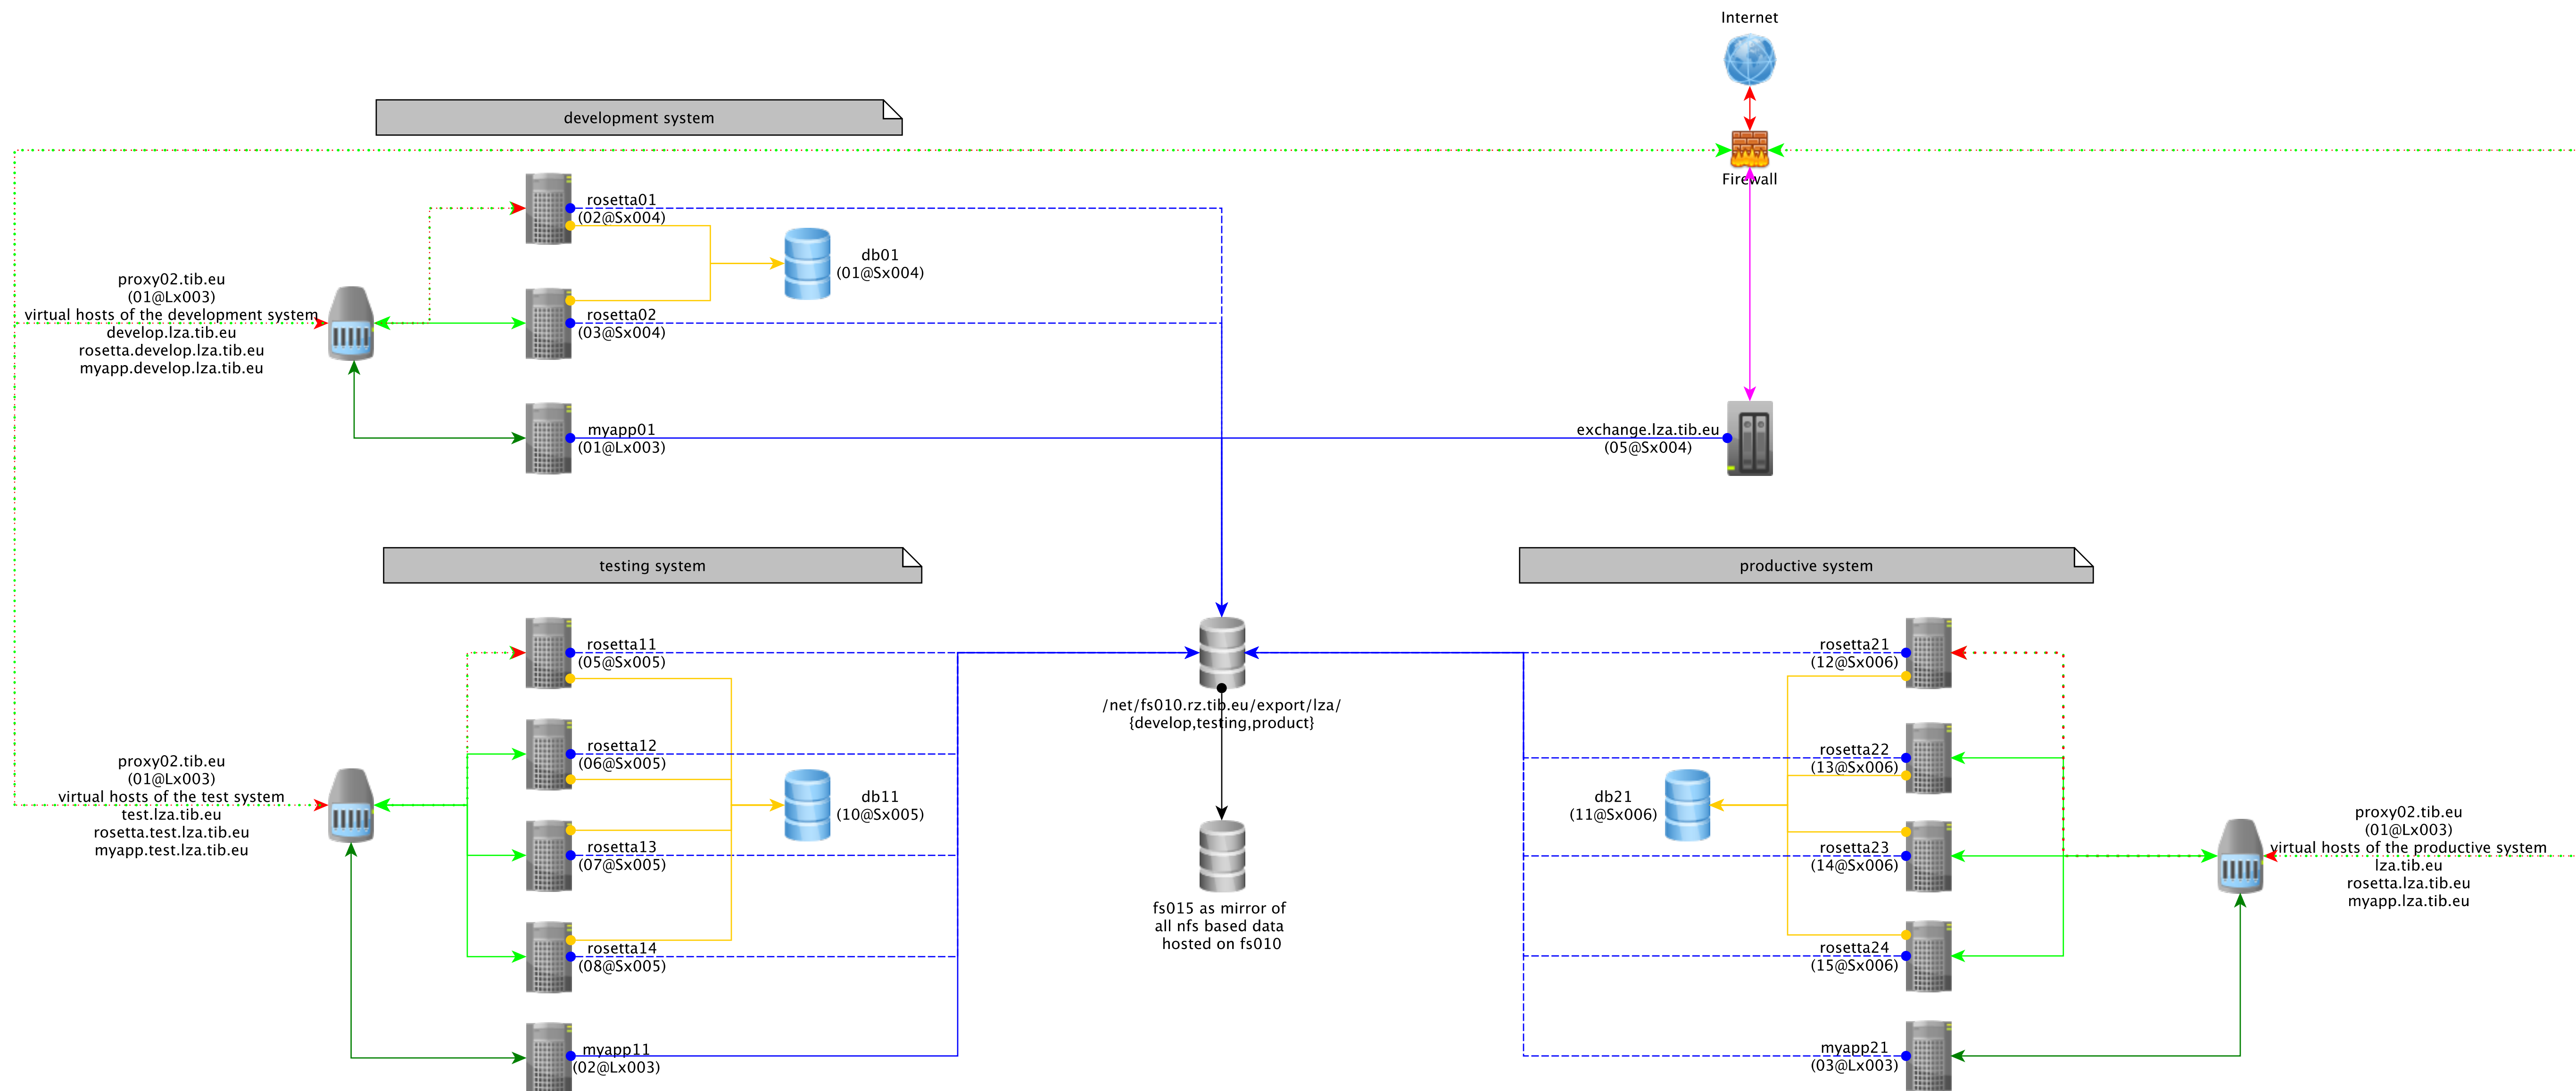 Internet
Firewall
development system
rosetta01
(02@Sx004)
db01
(01@Sx004)
proxy02.tib.eu
(01@Lx003)
virtual hosts of the development system
develop.lza.tib.eu
rosetta.develop.lza.tib.eu
myapp.develop.lza.tib.eu
rosetta02
(03@Sx004)
myapp01
(01@Lx003)
exchange.lza.tib.eu
(05@Sx004)
testing system
productive system
rosetta11
(05@Sx005)
rosetta12
(06@Sx005)
proxy02.tib.eu
(01@Lx003)
virtual hosts of the test system
test.lza.tib.eu
rosetta.test.lza.tib.eu
myapp.test.lza.tib.eu
db11
(10@Sx005)
rosetta13
(07@Sx005)
rosetta14
(08@Sx005)
myapp11
(02@Lx003)
/net/fs010.rz.tib.eu/export/lza/
{develop,testing,product}
fs015 as mirror of
all nfs based data
hosted on fs010
rosetta21
(12@Sx006)
rosetta22
(13@Sx006)
db21
(11@Sx006)
rosetta23
(14@Sx006)
rosetta24
(15@Sx006)
myapp21
(03@Lx003)
proxy02.tib.eu
(01@Lx003)
virtual hosts of the productive system
lza.tib.eu
rosetta.lza.tib.eu
myapp.lza.tib.eu